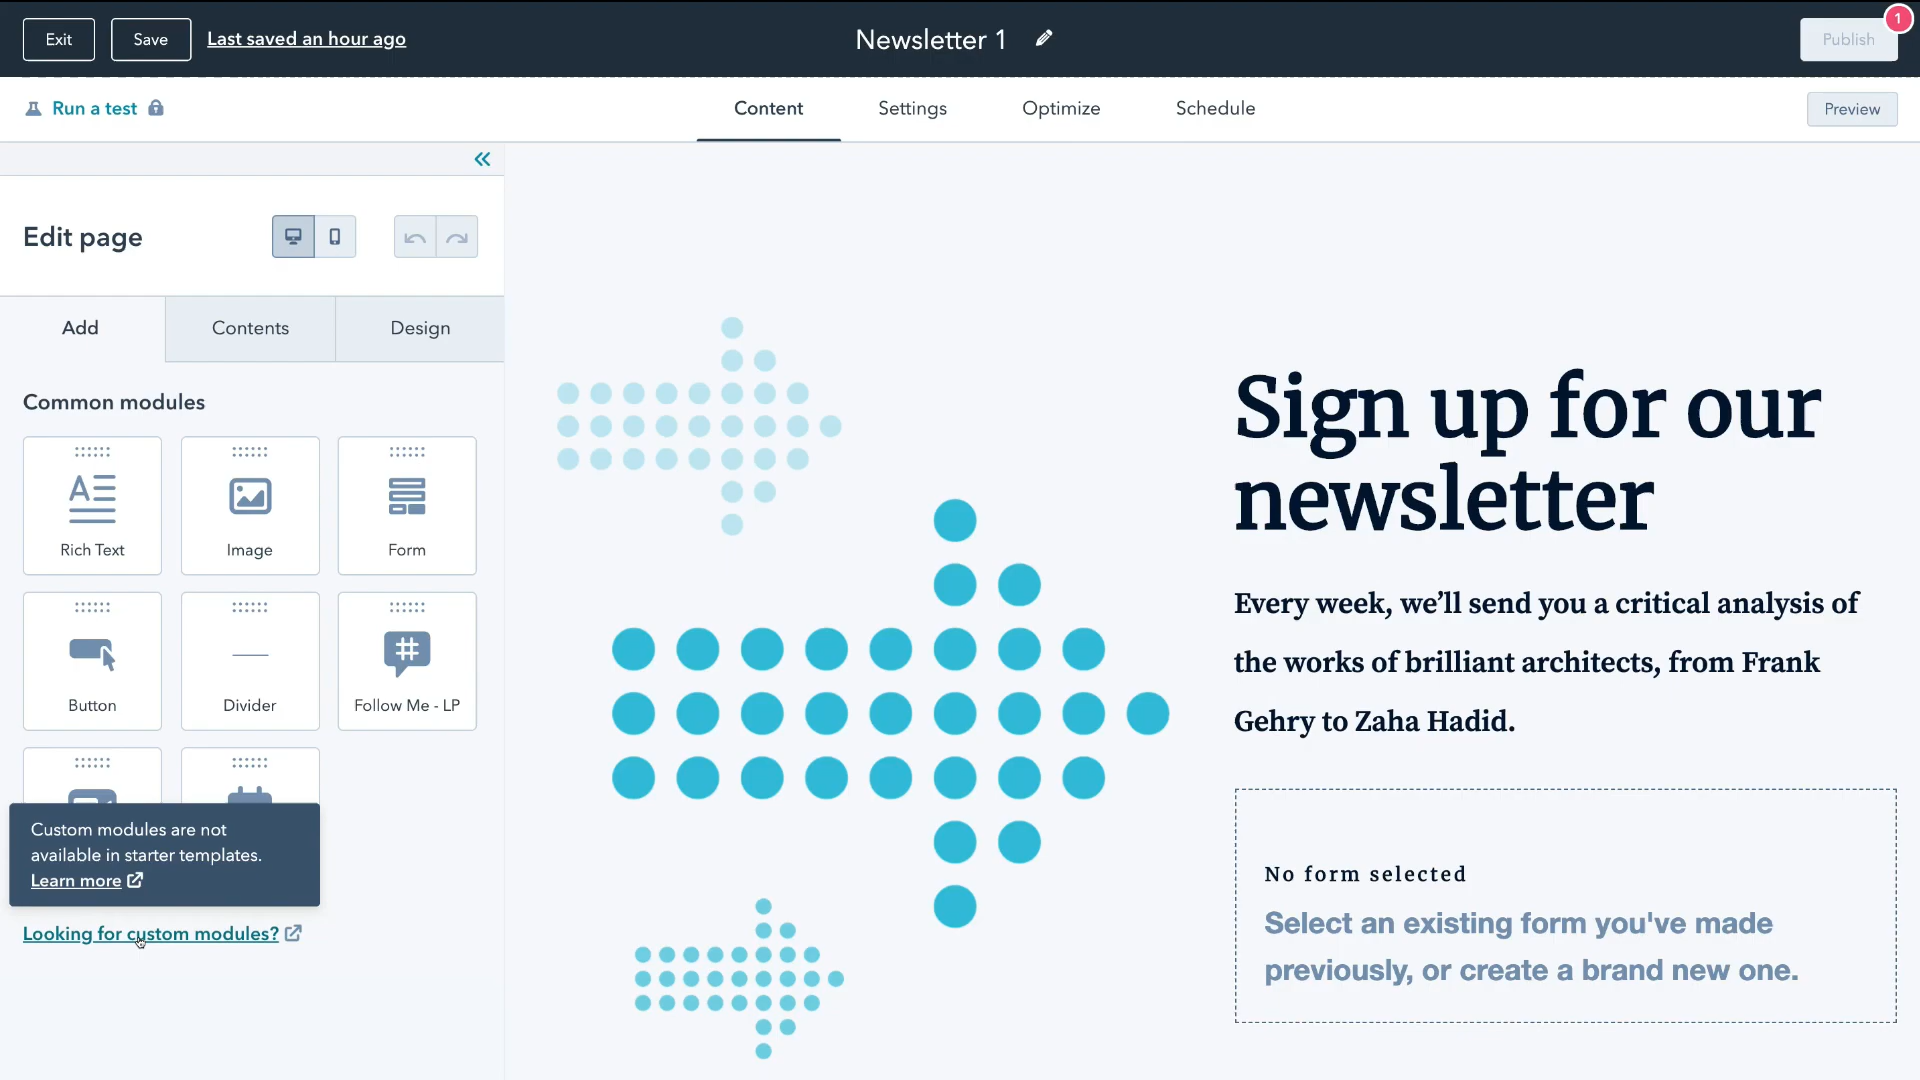 Exit
Save
Last saved an hour ago
Newsletter 1
Publish
1
Run a test
Content
Settings
Optimize
Schedule
Preview
Edit page
Add
Contents
Design
Common modules
Rich Text
Image
Form
Button
Divider
Follow Me - LP
Custom modules are not
available in starter templates.
Learn more
Looking for custom modules?
Sign up for our
newsletter
Every week, we’ll send you a critical analysis of
the works of brilliant architects, from Frank
Gehry to Zaha Hadid.
No form selected
Select an existing form you've made
previously, or create a brand new one.